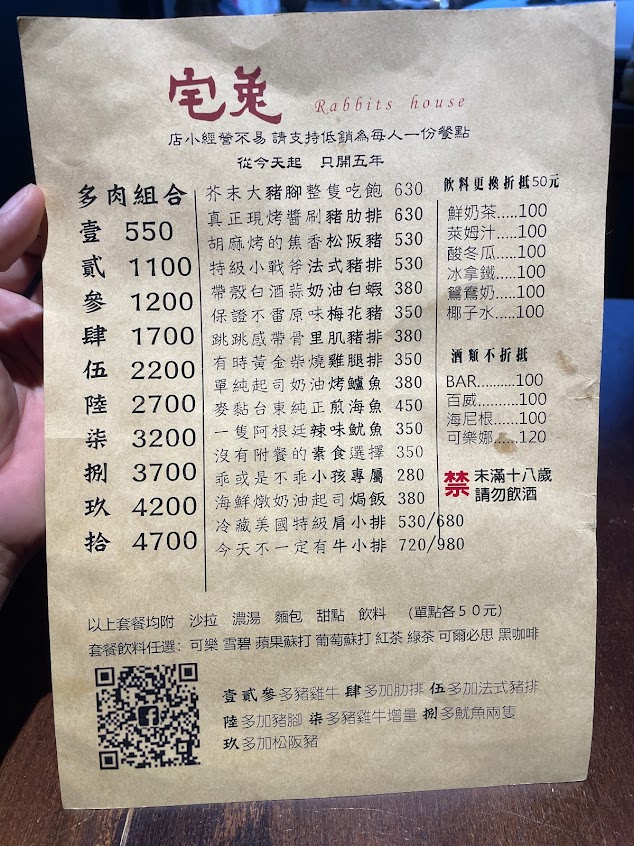 宅兔 Rabbits house
店小經營不易 請支持低銷為每人一份餐點
從今天起 只開五年
多肉組合
壹 550
貳 1100
參 1200
肆 1700
伍 2200
陸 2700
柒 3200
捌 3700
玖 4200
拾 4700
芥末大豬腳整隻吃飽 630
真正現烤醬刷豬肋排 630
胡麻烤的焦香松阪豬 530
特級小戰斧法式豬排 530
帶殼白酒蒜奶油白蝦 380
保證不雷原味梅花豬 350
跳跳感帶骨里肌豬排 380
有時黃金柴燒雞腿排 350
單純起司奶油烤鱸魚 380
麥黏台東純正煎海魚 450
一隻阿根廷辣味魷魚 350
沒有附餐的素食選擇 350
乖或是不乖小孩專屬 280
海鮮燉奶油起司焗飯 380
冷藏美國特級肩小排 530/680
今天不一定有牛小排 720/980
飲料更換折抵50元
鮮奶茶.....100
萊姆汁.....100
酸冬瓜.....100
冰拿鐵.....100
鴛鴦奶.....100
椰子水.....100
酒類不折抵
BAR..........100
百威..........100
海尼根.......100
可樂娜.......120
禁 未滿十八歲
請勿飲酒
以上套餐均附 沙拉 濃湯 麵包 甜點 飲料 (單點各50元)
套餐飲料任選: 可樂 雪碧 蘋果蘇打 葡萄蘇打 紅茶 綠茶 可爾必思 黑咖啡
壹貳參多豬雞牛 肆多加肋排 伍多加法式豬排
陸多加豬腳 柒多豬雞牛增量 捌多魷魚兩隻
玖多加松阪豬